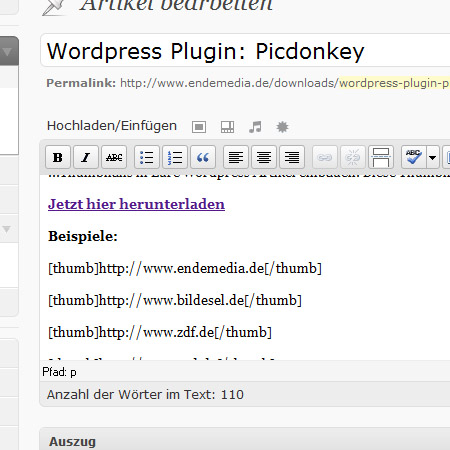 Artikel bearbeiten
Wordpress Plugin: Picdonkey
Permalink: http://www.endemedia.de/downloads/wordpress-plugin-p
Hochladen/Einfügen
B I ABC ABC
Jetzt hier herunterladen
Beispiele:
[thumb]http://www.endemedia.de[/thumb]
[thumb]http://www.bildesel.de[/thumb]
[thumb]http://www.zdf.de[/thumb]
Pfad: p
Anzahl der Wörter im Text: 110
Auszug